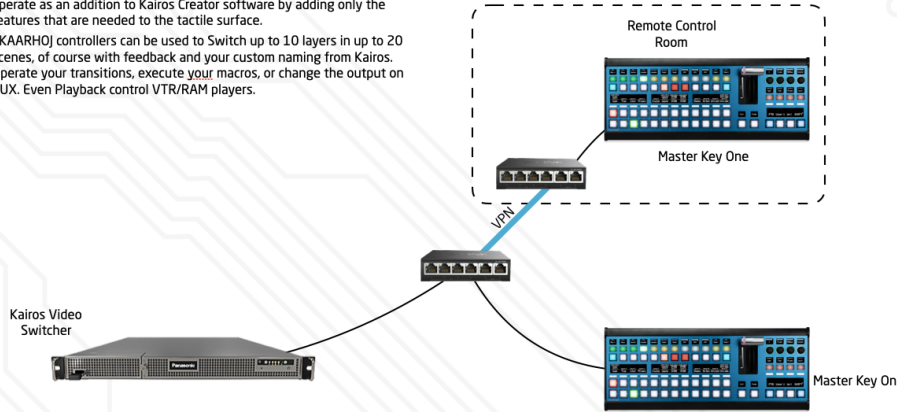 perate as an addition to Kairos Creator software by adding only the
eatures that are needed to the tactile surface.
KAARHOJ controllers can be used to Switch up to 10 layers in up to 20
cenes, of course with feedback and your custom naming from Kairos.
perate your transitions, execute your macros, or change the output on
UX. Even Playback control VTR/RAM players.
Remote Control
Room
Master Key One
VPN
Kairos Video
Switcher
Panasonic
Master Key On